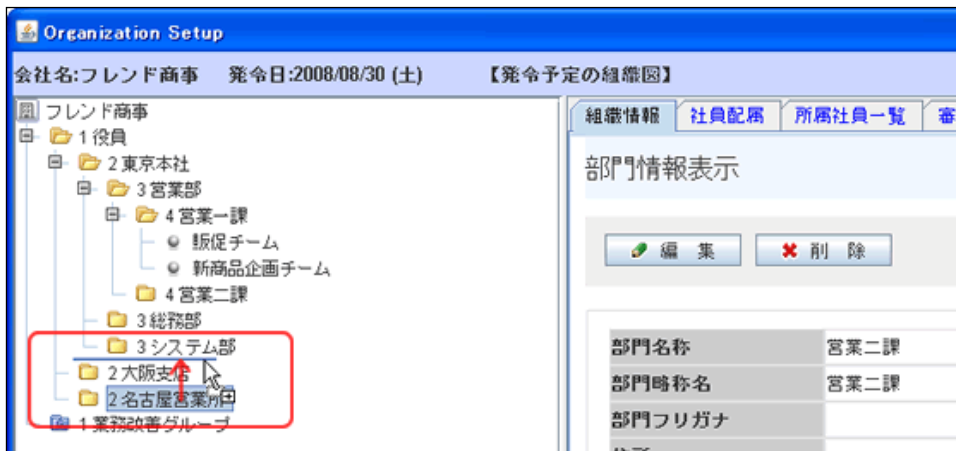 Organization Setup
会社名:フレンド商事 発令日:2008/08/30 (土) 【発令予定の組織図】
フレンド商事
1 役員
2 東京本社
3 営業部
4 営業一課
販促チーム
新商品企画チーム
4 営業二課
3 総務部
3 システム部
2 大阪支店
2 名古屋営業所
1 業務改善グループ
組織情報 社員配属 所属社員一覧 審
部門情報表示
編 集 削 除
部門名称 営業二課
部門略称名 営業二課
部門フリガナ